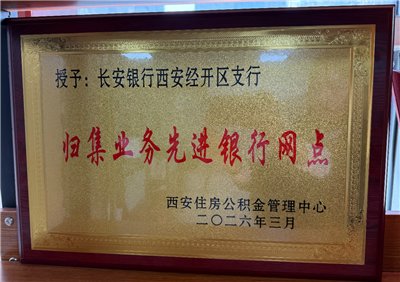 授予：长安银行西安经开区支行
归集业务先进银行网点
西安住房公积金管理中心
二〇二六年三月